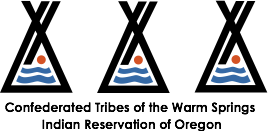 Confederated Tribes of the Warm Springs
Indian Reservation of Oregon